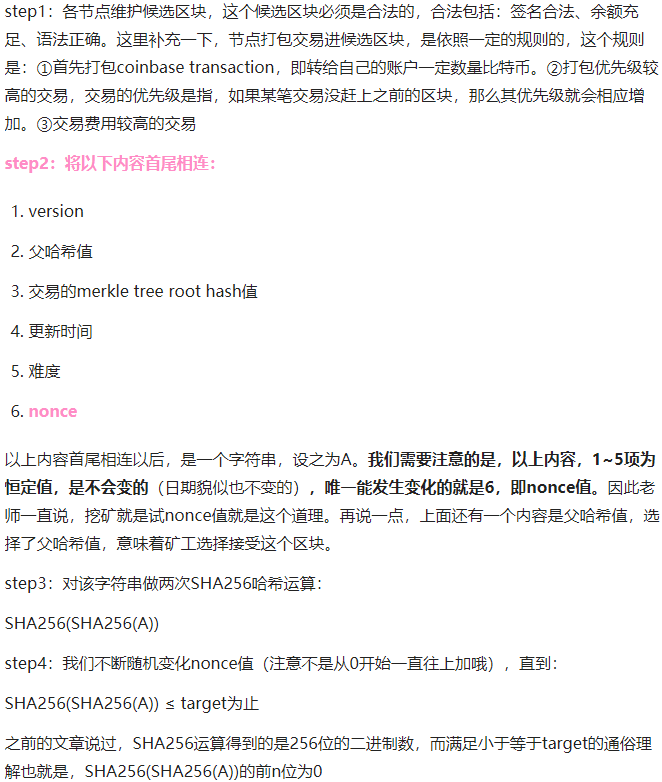 step1：各节点维护候选区块，这个候选区块必须是合法的，合法包括：签名合法、余额充
足、语法正确。这里补充一下，节点打包交易进候选区块，是依照一定的规则的，这个规则
是：①首先打包coinbase transaction，即转给自己的账户一定数量比特币。②打包优先级较
高的交易，交易的优先级是指，如果某笔交易没赶上之前的区块，那么其优先级就会相应增
加。③交易费用较高的交易
step2：将以下内容首尾相连：
1. version
2. 父哈希值
3. 交易的merkle tree root hash值
4. 更新时间
5. 难度
6. nonce
以上内容首尾相连以后，是一个字符串，设之为A。我们需要注意的是，以上内容，1~5项为
恒定值，是不会变的（日期貌似也不变的），唯一能发生变化的就是6，即nonce值。因此老
师一直说，挖矿就是试nonce值就是这个道理。再说一点，上面还有一个内容是父哈希值，选
择了父哈希值，意味着矿工选择接受这个区块。
step3：对该字符串做两次SHA256哈希运算：
SHA256(SHA256(A))
step4：我们不断随机变化nonce值（注意不是从0开始一直往上加哦），直到：
SHA256(SHA256(A)) ≤ target为止
之前的文章说过，SHA256运算得到的是256位的二进制数，而满足小于等于target的通俗理
解也就是，SHA256(SHA256(A))的前n位为0